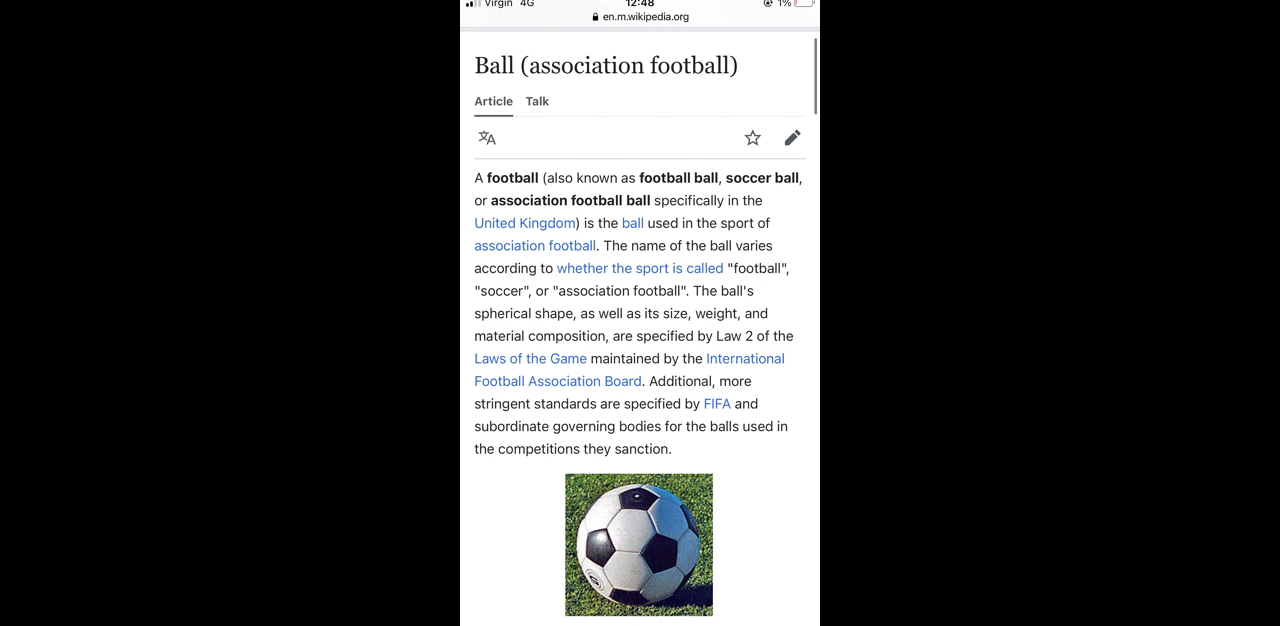 Virgin 4G 12:48 1%
en.m.wikipedia.org
Ball (association football)
Article Talk
A football (also known as football ball, soccer ball,
or association football ball specifically in the
United Kingdom) is the ball used in the sport of
association football. The name of the ball varies
according to whether the sport is called "football",
"soccer", or "association football". The ball's
spherical shape, as well as its size, weight, and
material composition, are specified by Law 2 of the
Laws of the Game maintained by the International
Football Association Board. Additional, more
stringent standards are specified by FIFA and
subordinate governing bodies for the balls used in
the competitions they sanction.